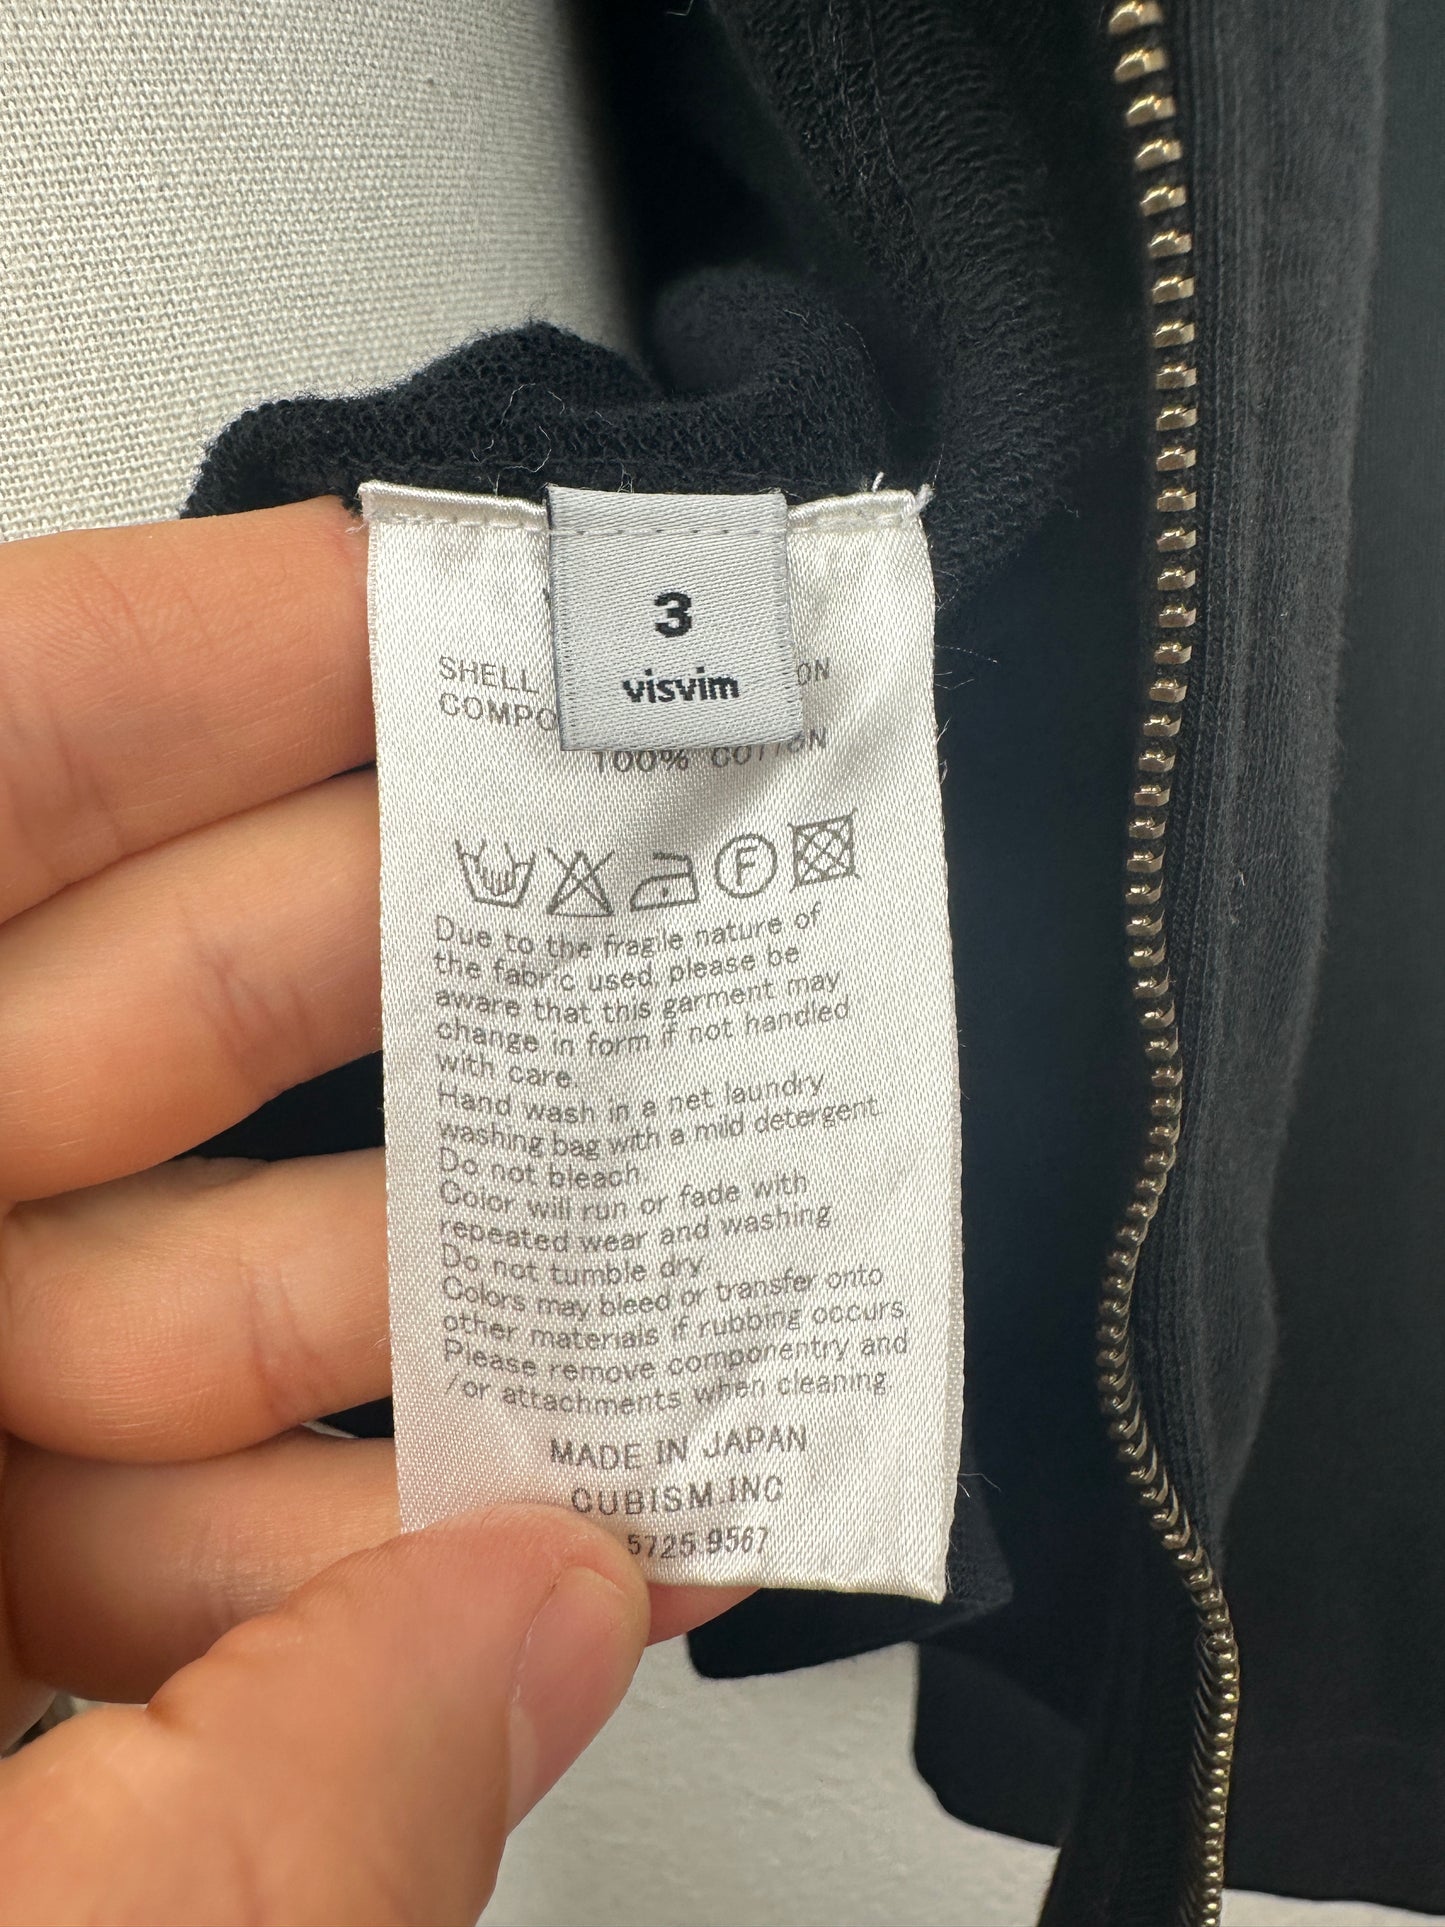 3
visvim
SHELL
COMPO
100% COTTON
F
Due to the fragile nature of
the fabric used, please be
aware that this garment may
change in form if not handled
with care.
Hand wash in a net laundry
washing bag with a mild detergent.
Do not bleach.
Color will run or fade with
repeated wear and washing
Do not tumble dry.
Colors may bleed or transfer onto
other materials if rubbing occurs.
Please remove componentry and
/or attachments when cleaning
MADE IN JAPAN
CUBISM.INC
5725 9567